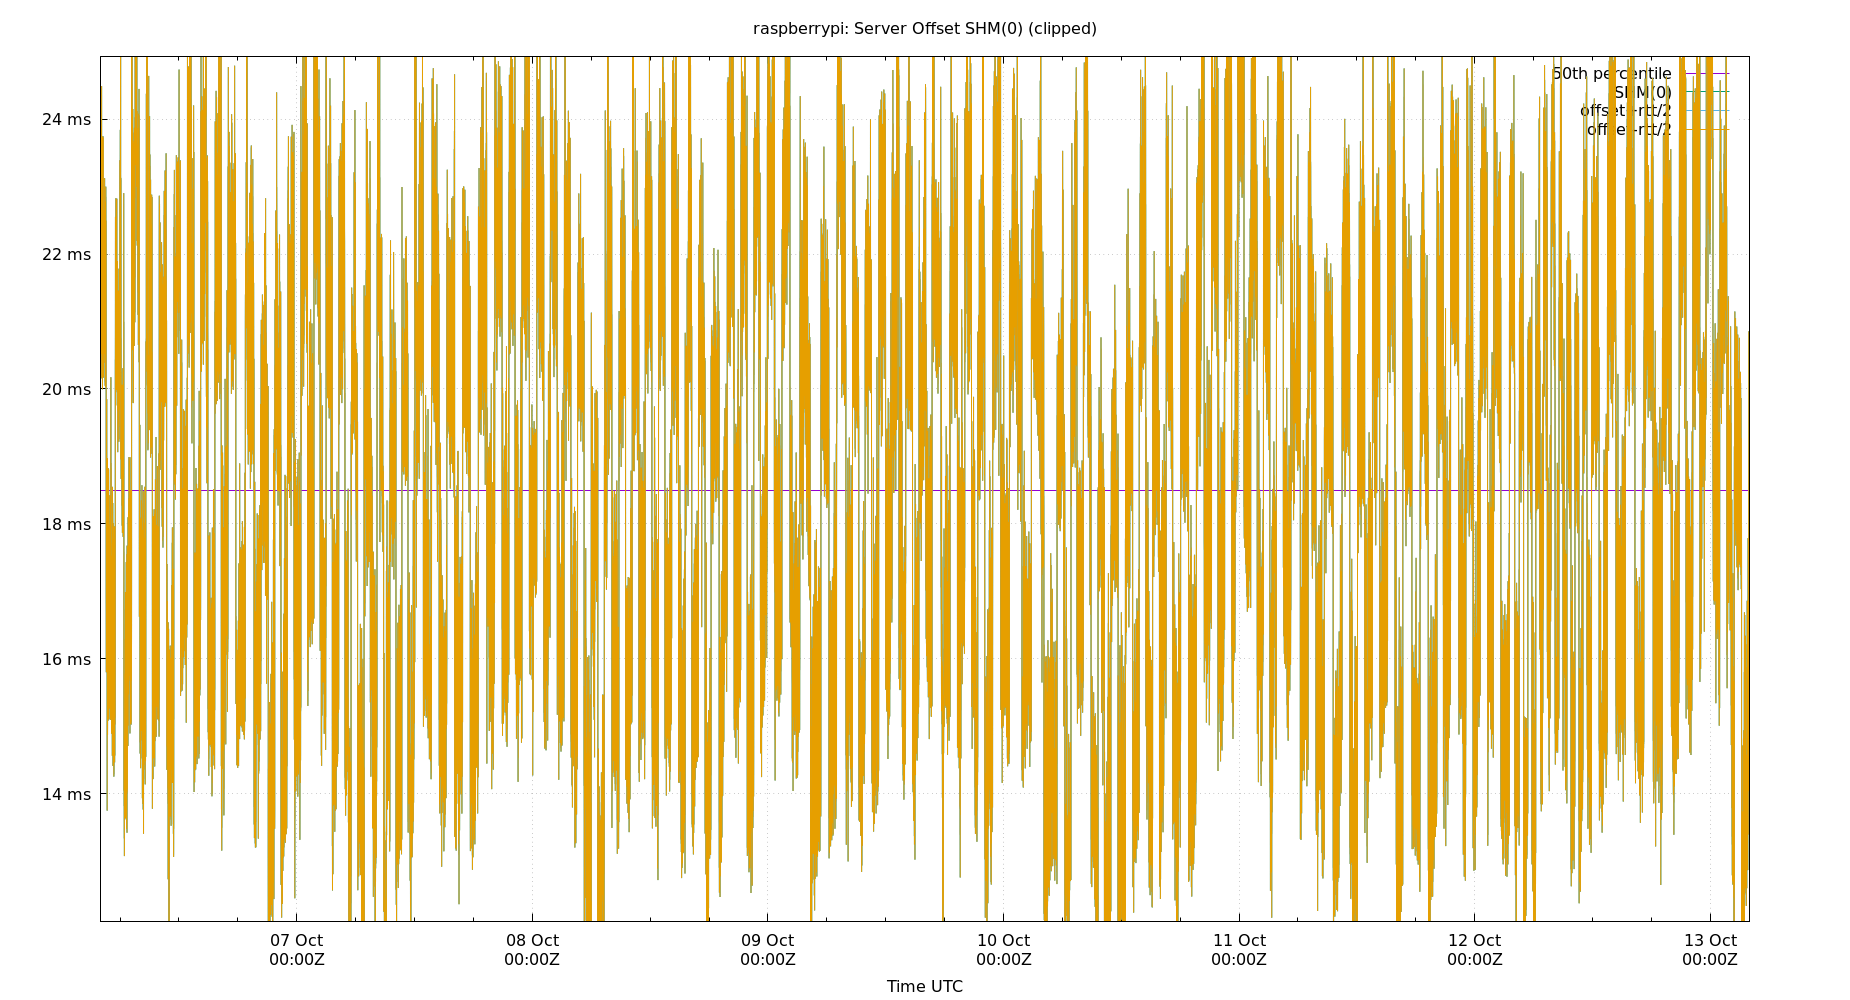 raspberrypi: Server Offset SHM(0) (clipped)
50th percentile
SHM(0)
offset+rtt/2
offset-rtt/2
24 ms
22 ms
20 ms
18 ms
16 ms
14 ms
07 Oct
00:00Z
08 Oct
00:00Z
09 Oct
00:00Z
10 Oct
00:00Z
11 Oct
00:00Z
12 Oct
00:00Z
13 Oct
00:00Z
Time UTC